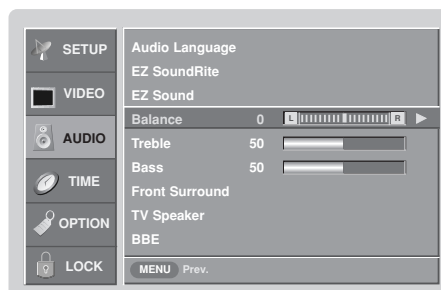 SETUP
VIDEO
AUDIO
TIME
OPTION
LOCK
Audio Language
EZ SoundRite
EZ Sound
Balance 0 L R
Treble 50
Bass 50
Front Surround
TV Speaker
BBE
MENU Prev.